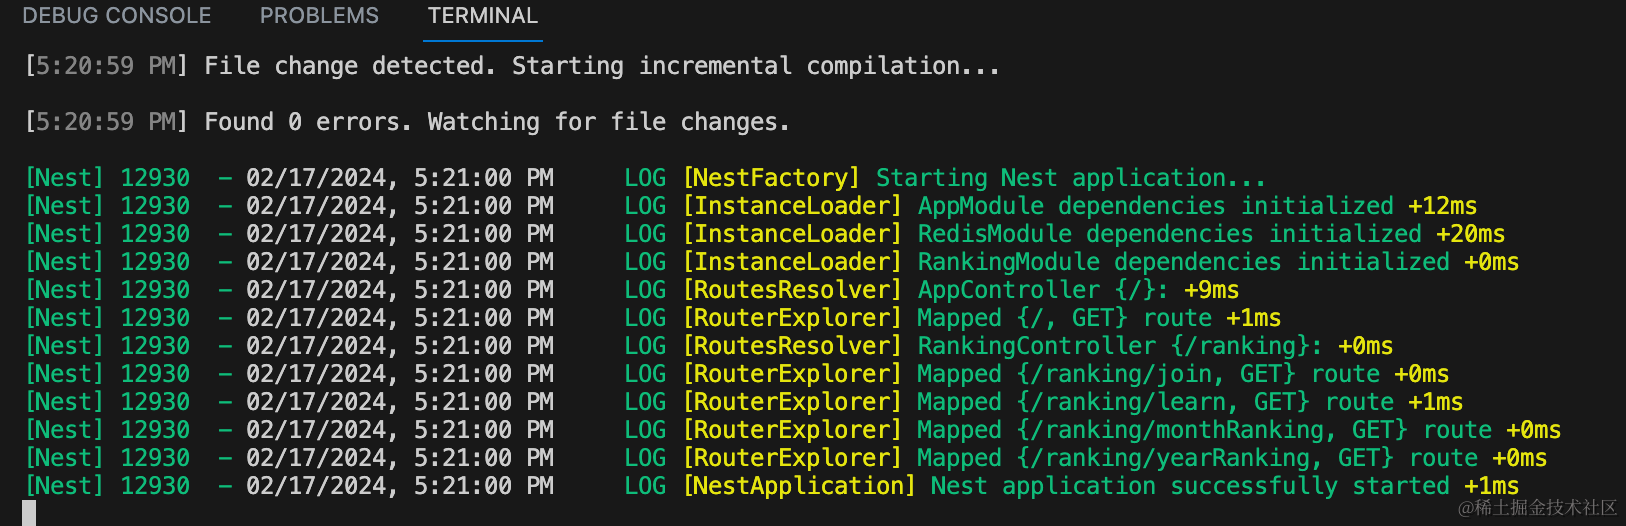 DEBUG CONSOLE PROBLEMS TERMINAL
[5:20:59 PM] File change detected. Starting incremental compilation...
[5:20:59 PM] Found 0 errors. Watching for file changes.
[Nest] 12930  - 02/17/2024, 5:21:00 PM     LOG [NestFactory] Starting Nest application...
[Nest] 12930  - 02/17/2024, 5:21:00 PM     LOG [InstanceLoader] AppModule dependencies initialized +12ms
[Nest] 12930  - 02/17/2024, 5:21:00 PM     LOG [InstanceLoader] RedisModule dependencies initialized +20ms
[Nest] 12930  - 02/17/2024, 5:21:00 PM     LOG [InstanceLoader] RankingModule dependencies initialized +0ms
[Nest] 12930  - 02/17/2024, 5:21:00 PM     LOG [RoutesResolver] AppController {/}: +9ms
[Nest] 12930  - 02/17/2024, 5:21:00 PM     LOG [RouterExplorer] Mapped {/, GET} route +1ms
[Nest] 12930  - 02/17/2024, 5:21:00 PM     LOG [RoutesResolver] RankingController {/ranking}: +0ms
[Nest] 12930  - 02/17/2024, 5:21:00 PM     LOG [RouterExplorer] Mapped {/ranking/join, GET} route +0ms
[Nest] 12930  - 02/17/2024, 5:21:00 PM     LOG [RouterExplorer] Mapped {/ranking/learn, GET} route +1ms
[Nest] 12930  - 02/17/2024, 5:21:00 PM     LOG [RouterExplorer] Mapped {/ranking/monthRanking, GET} route +0ms
[Nest] 12930  - 02/17/2024, 5:21:00 PM     LOG [RouterExplorer] Mapped {/ranking/yearRanking, GET} route +0ms
[Nest] 12930  - 02/17/2024, 5:21:00 PM     LOG [NestApplication] Nest application successfully started +1ms
@稀土掘金技术社区